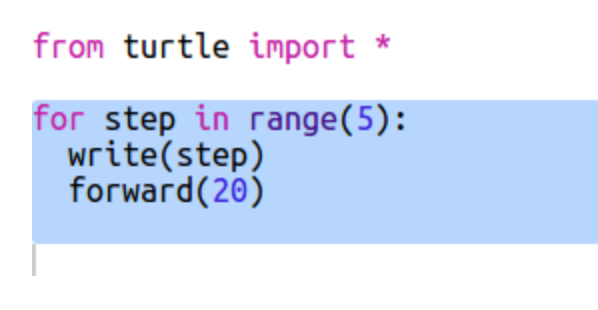 from turtle import *
for step in range(5):
  write(step)
  forward(20)